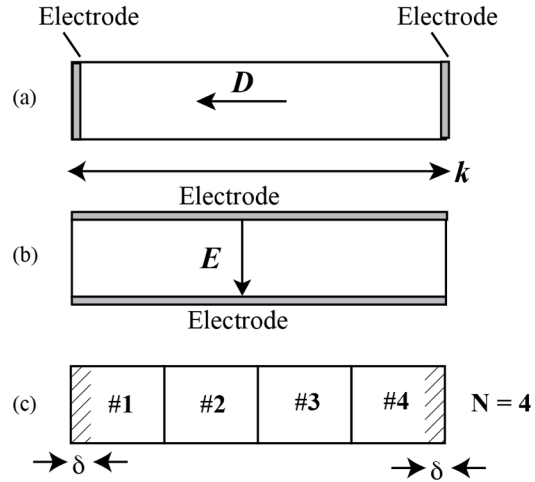 Electrode Electrode
(a) D
k
Electrode
(b) E
Electrode
(c) #1 #2 #3 #4 N = 4
δ δ